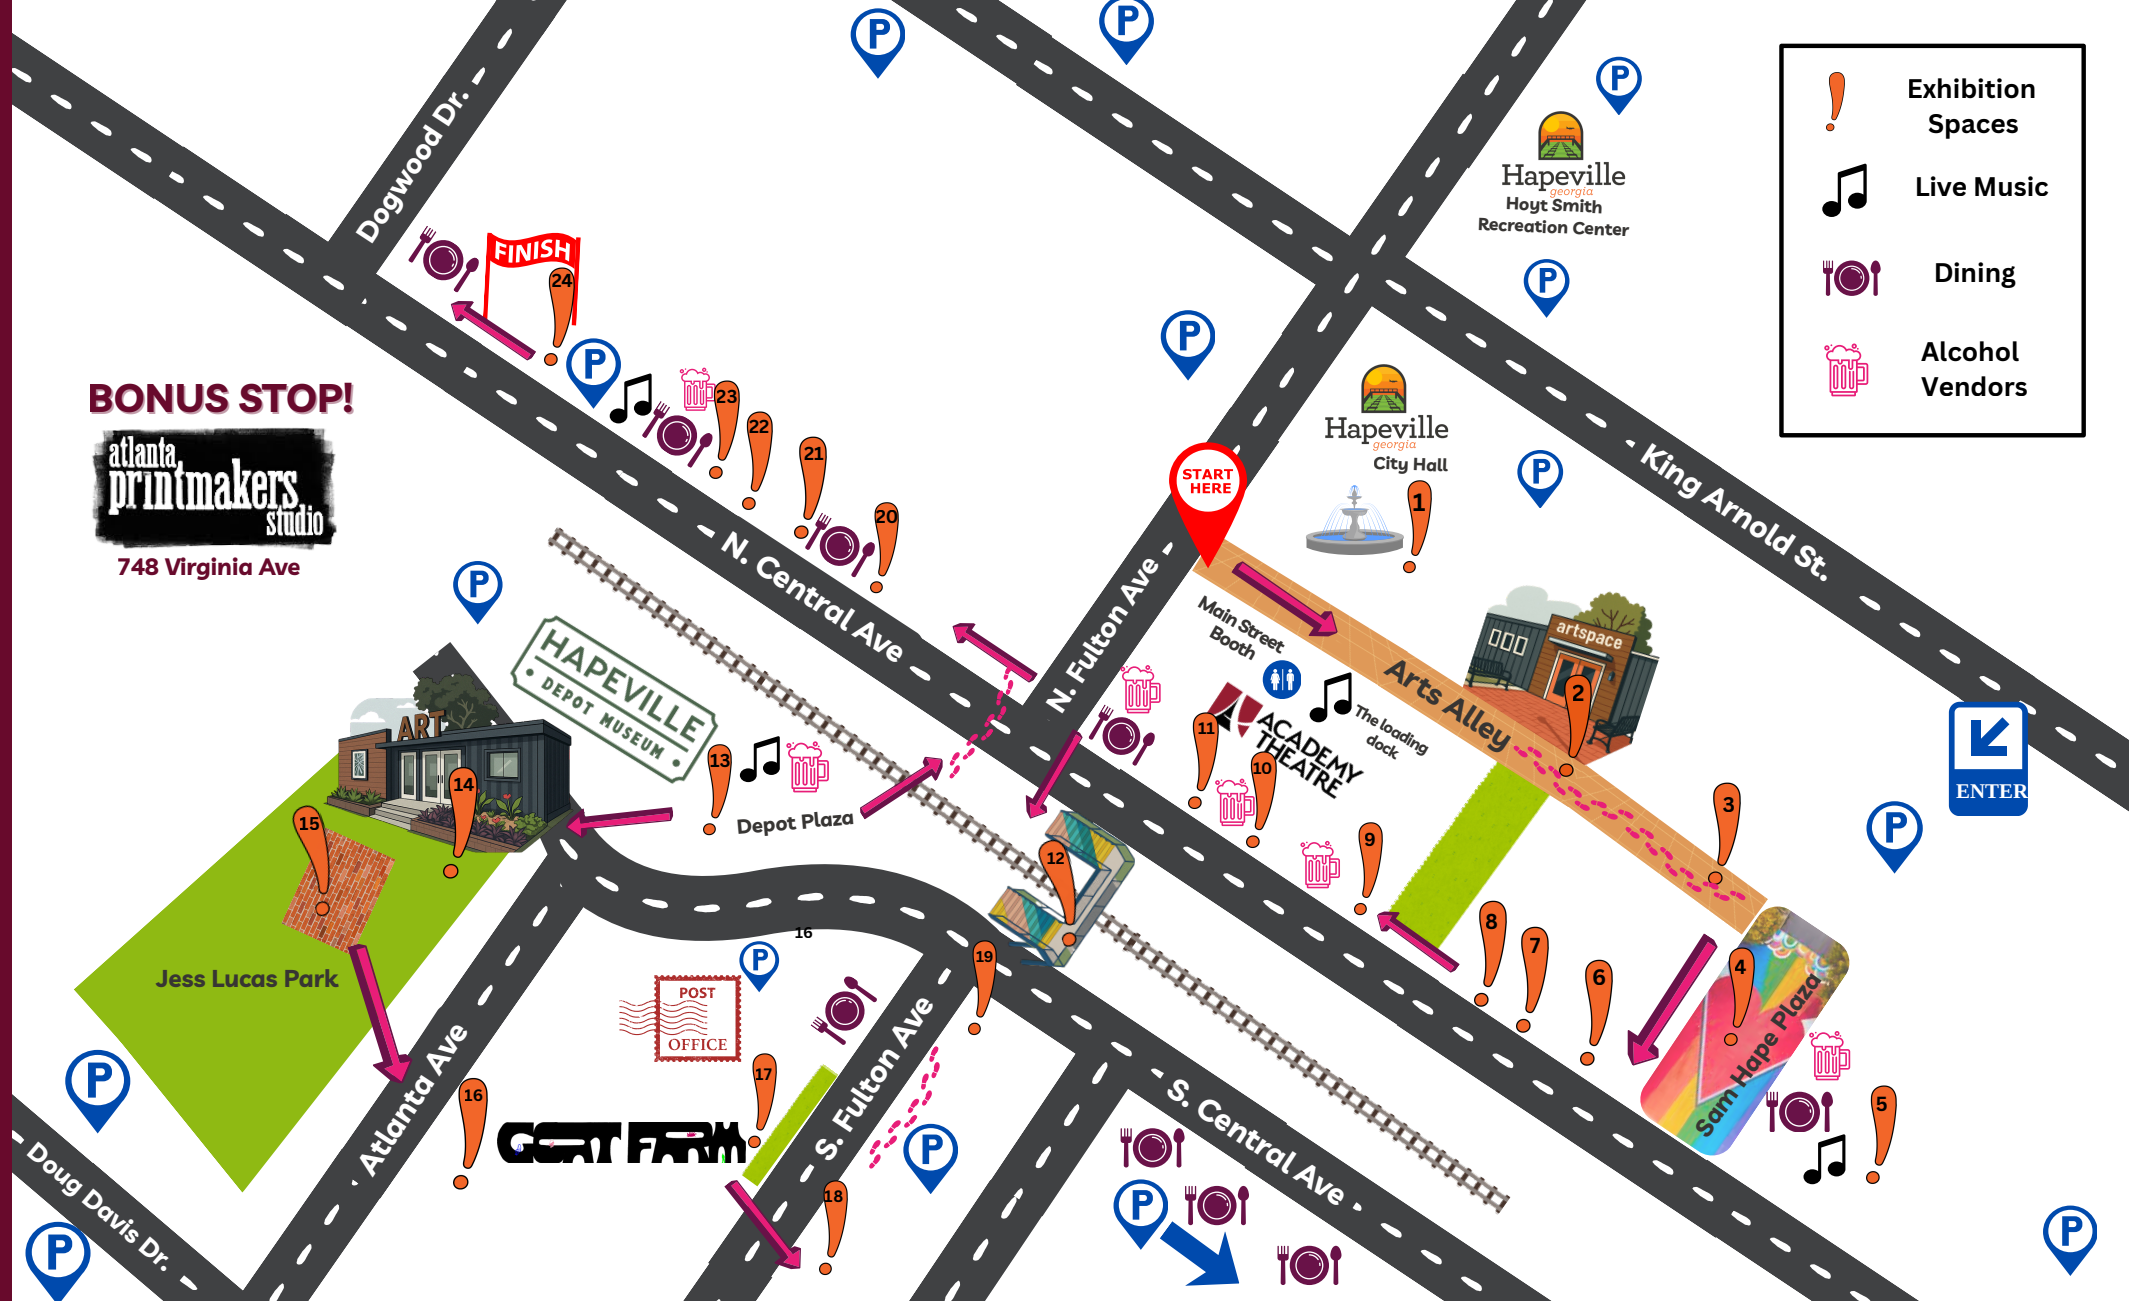 P
P
P
Exhibition
Spaces
Live Music
Dining
Alcohol
Vendors
Dogwood Dr.
Hapeville
georgia
Hoyt Smith
Recreation Center
FINISH
24
P
P
P
BONUS STOP!
atlanta
printmakers
studio
748 Virginia Ave
23
22
21
20
Hapeville
georgia
City Hall
START
HERE
1
P
King Arnold St.
N. Central Ave
N. Fulton Ave
Main Street
Booth
Arts Alley
artspace
2
P
HAPEVILLE
DEPOT MUSEUM
ACADEMY
THEATRE
The loading
dock
ENTER
P
ART
14
13
Depot Plaza
15
11
10
3
9
12
8
7
6
4
Sam Hape Plaza
5
Jess Lucas Park
16
P
POST
OFFICE
19
17
S. Fulton Ave
P
Atlanta Ave
16
GOAT FARM
18
P
Doug Davis Dr.
P
S. Central Ave
P
P